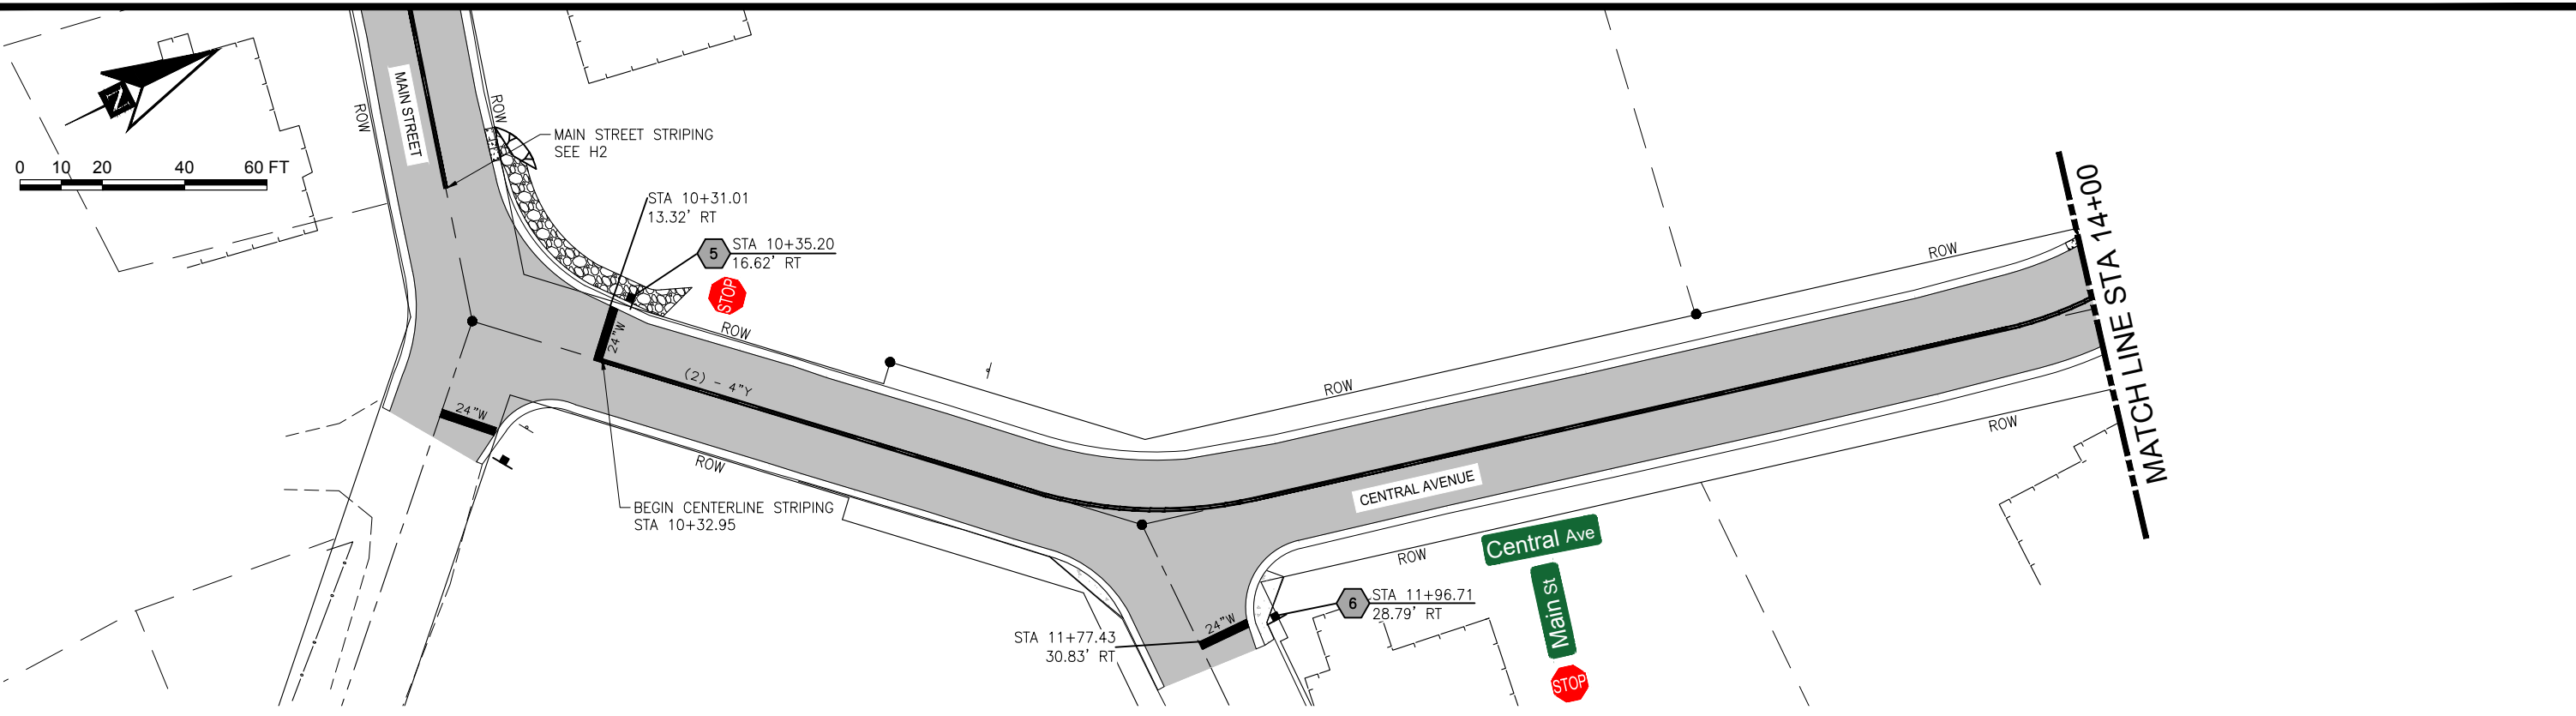 MAIN STREET
ROW
ROW
N
0 10 20 40 60 FT
MAIN STREET STRIPING
SEE H2
STA 10+31.01
13.32' RT
5
STA 10+35.20
16.62' RT
STOP
24"W
ROW
(2) - 4"Y
24"W
ROW
BEGIN CENTERLINE STRIPING
STA 10+32.95
ROW
ROW
MATCH LINE STA 14+00
CENTRAL AVENUE
ROW
ROW
Central Ave
Main St
STOP
6
STA 11+96.71
28.79' RT
24"W
STA 11+77.43
30.83' RT